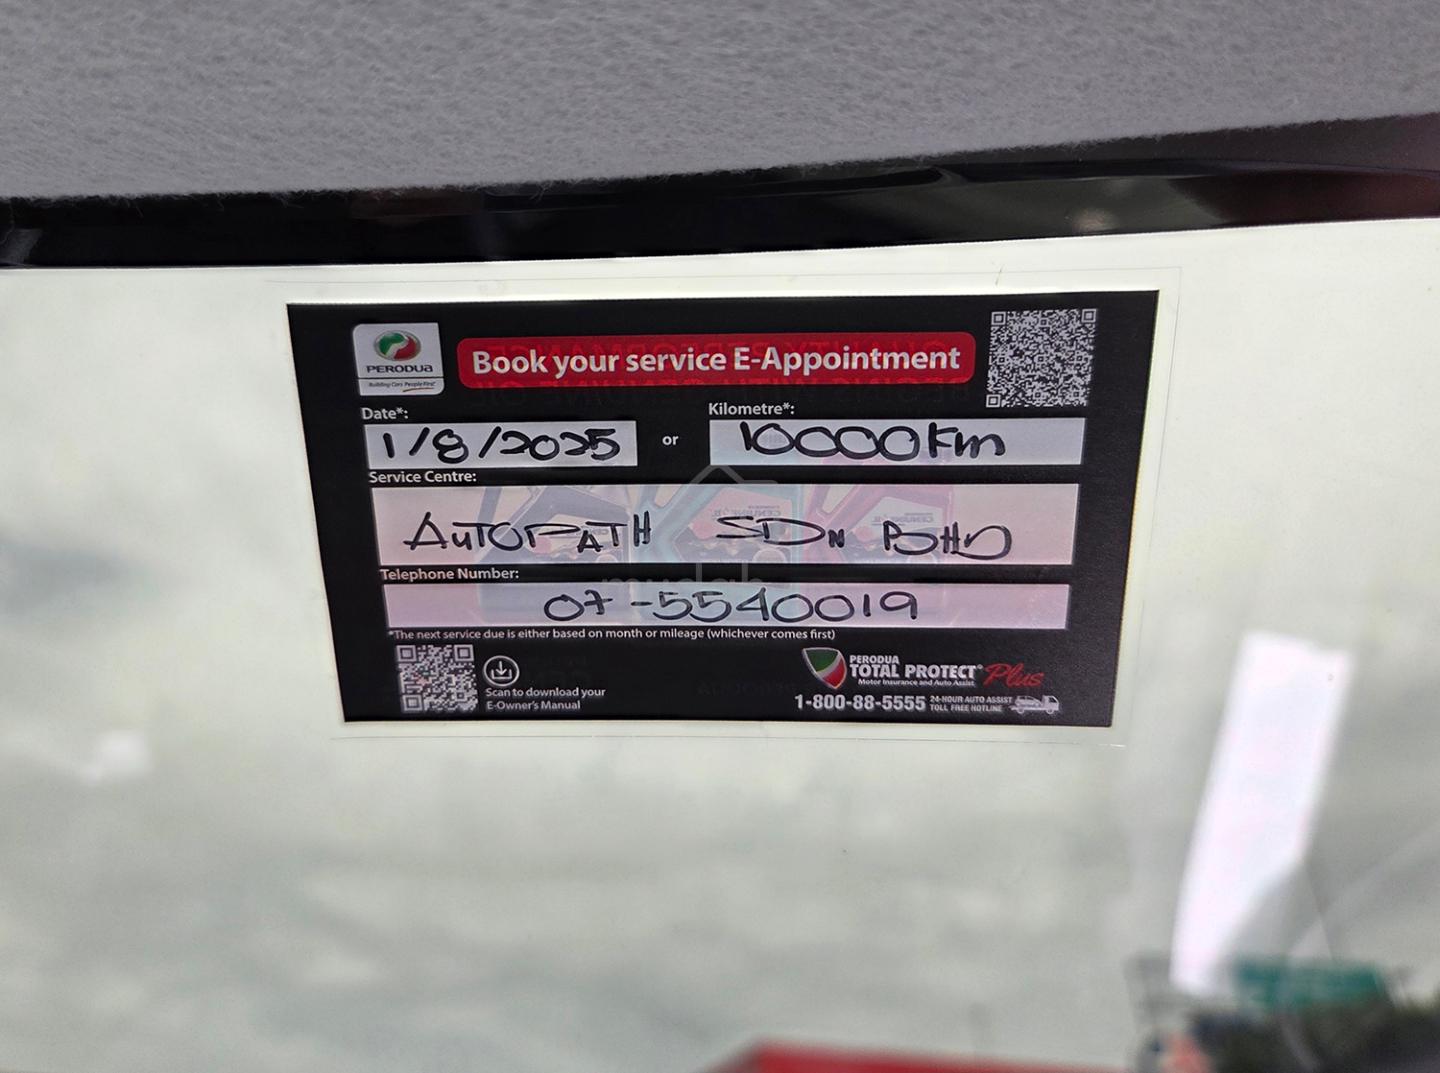 PERODUA
Building Cars People First
Book your service E-Appointment
Date*:
Kilometre*:
1/8/2025
or
10000Km
Service Centre:
AUTOPATH SDN BHD
Telephone Number:
07-5540019
*The next service due is either based on month or mileage (whichever comes first)
Scan to download your
E-Owner's Manual
PERODUA
TOTAL PROTECT Plus
Motor Insurance and Auto Assist
1-800-88-5555
24-HOUR AUTO ASSIST
TOLL FREE HOTLINE